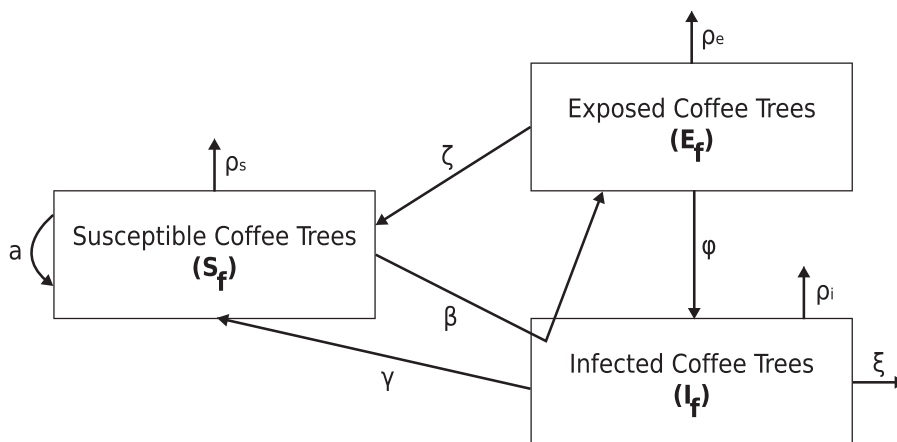 ρe
Exposed Coffee Trees
(Ef)
ζ
ρs
Susceptible Coffee Trees
(Sf)
a
φ
β
ρi
Infected Coffee Trees
(If)
ξ
γ